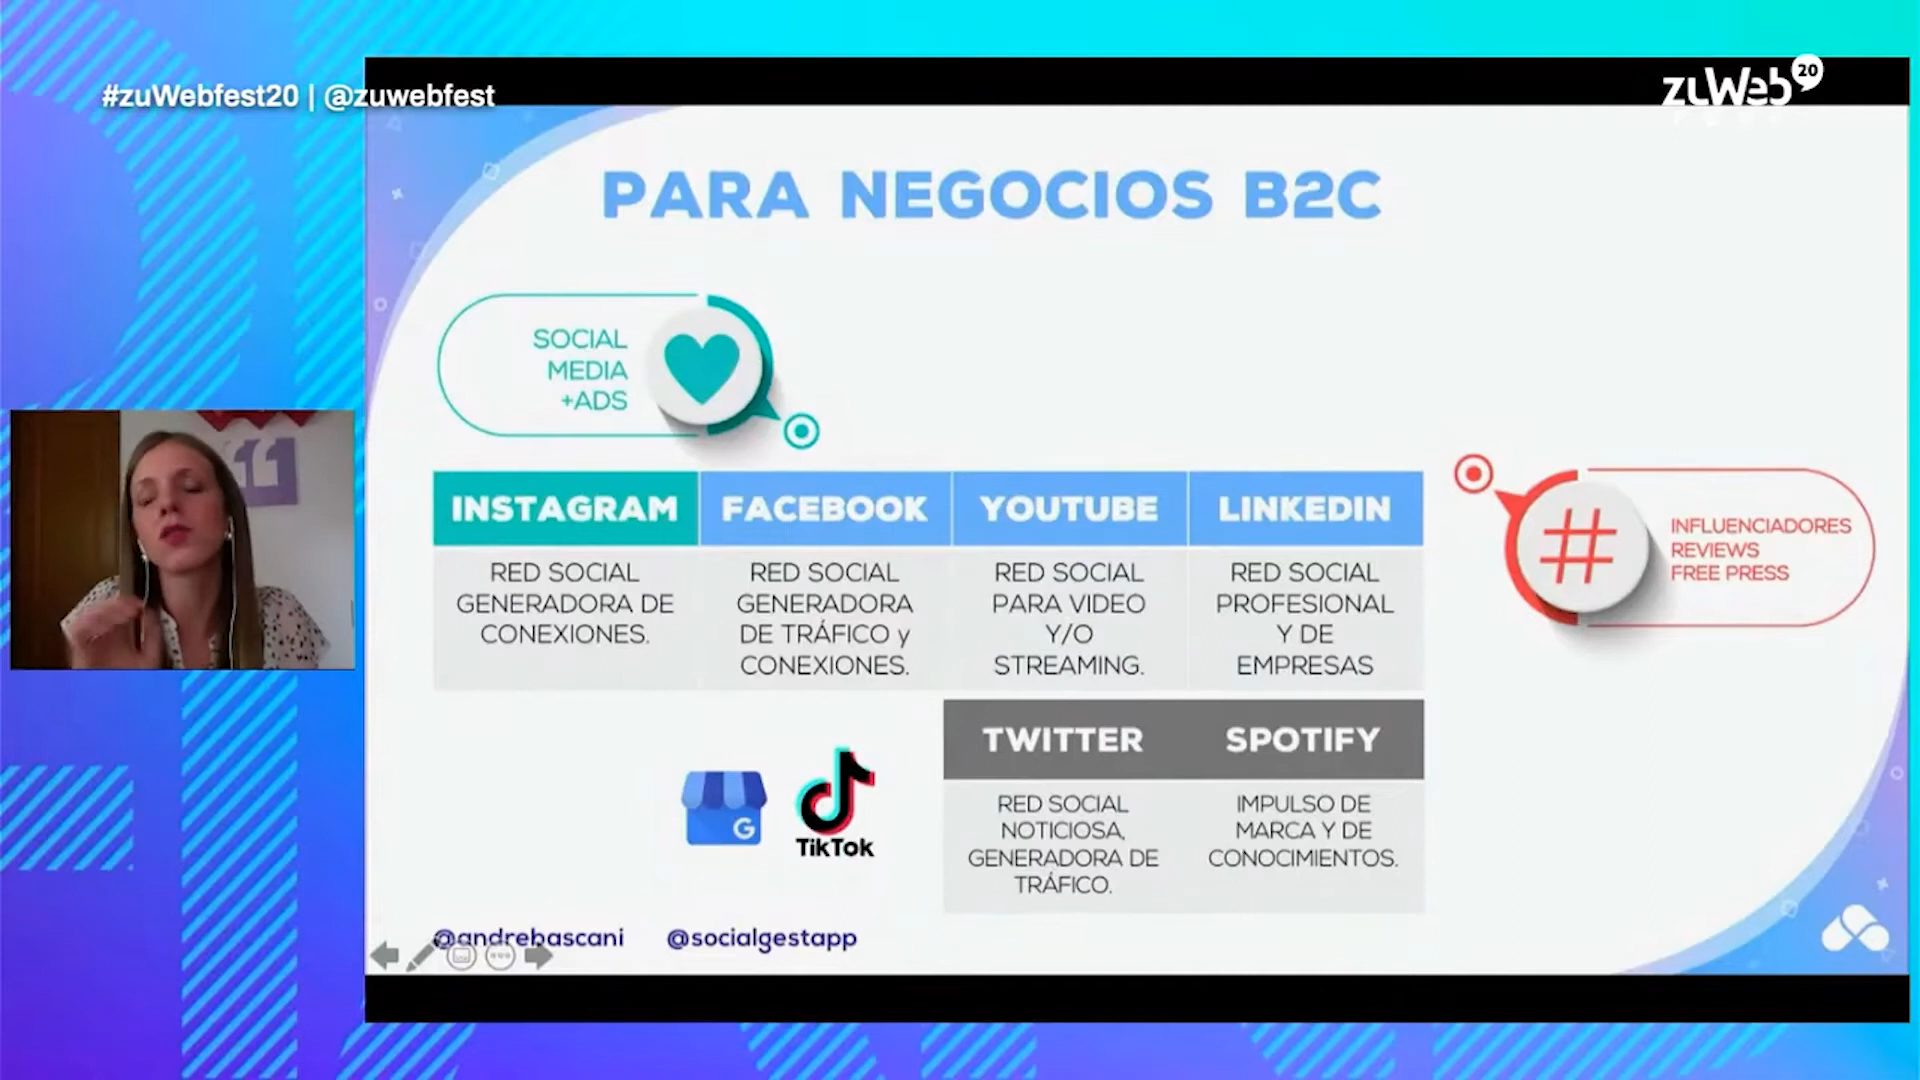 #zuWebfest20 | @zuwebfest
zuWeb 20
PARA NEGOCIOS B2C
SOCIAL
MEDIA
+ADS
INSTAGRAM
FACEBOOK
YOUTUBE
LINKEDIN
RED SOCIAL
GENERADORA DE
CONEXIONES.
RED SOCIAL
GENERADORA
DE TRÁFICO y
CONEXIONES.
RED SOCIAL
PARA VIDEO
Y/O
STREAMING.
RED SOCIAL
PROFESIONAL
Y DE
EMPRESAS
#
INFLUENCIADORES
REVIEWS
FREE PRESS
TWITTER
SPOTIFY
RED SOCIAL
NOTICIOSA,
GENERADORA DE
TRÁFICO.
IMPULSO DE
MARCA Y DE
CONOCIMIENTOS.
G
TikTok
@andrebascani
@socialgestapp